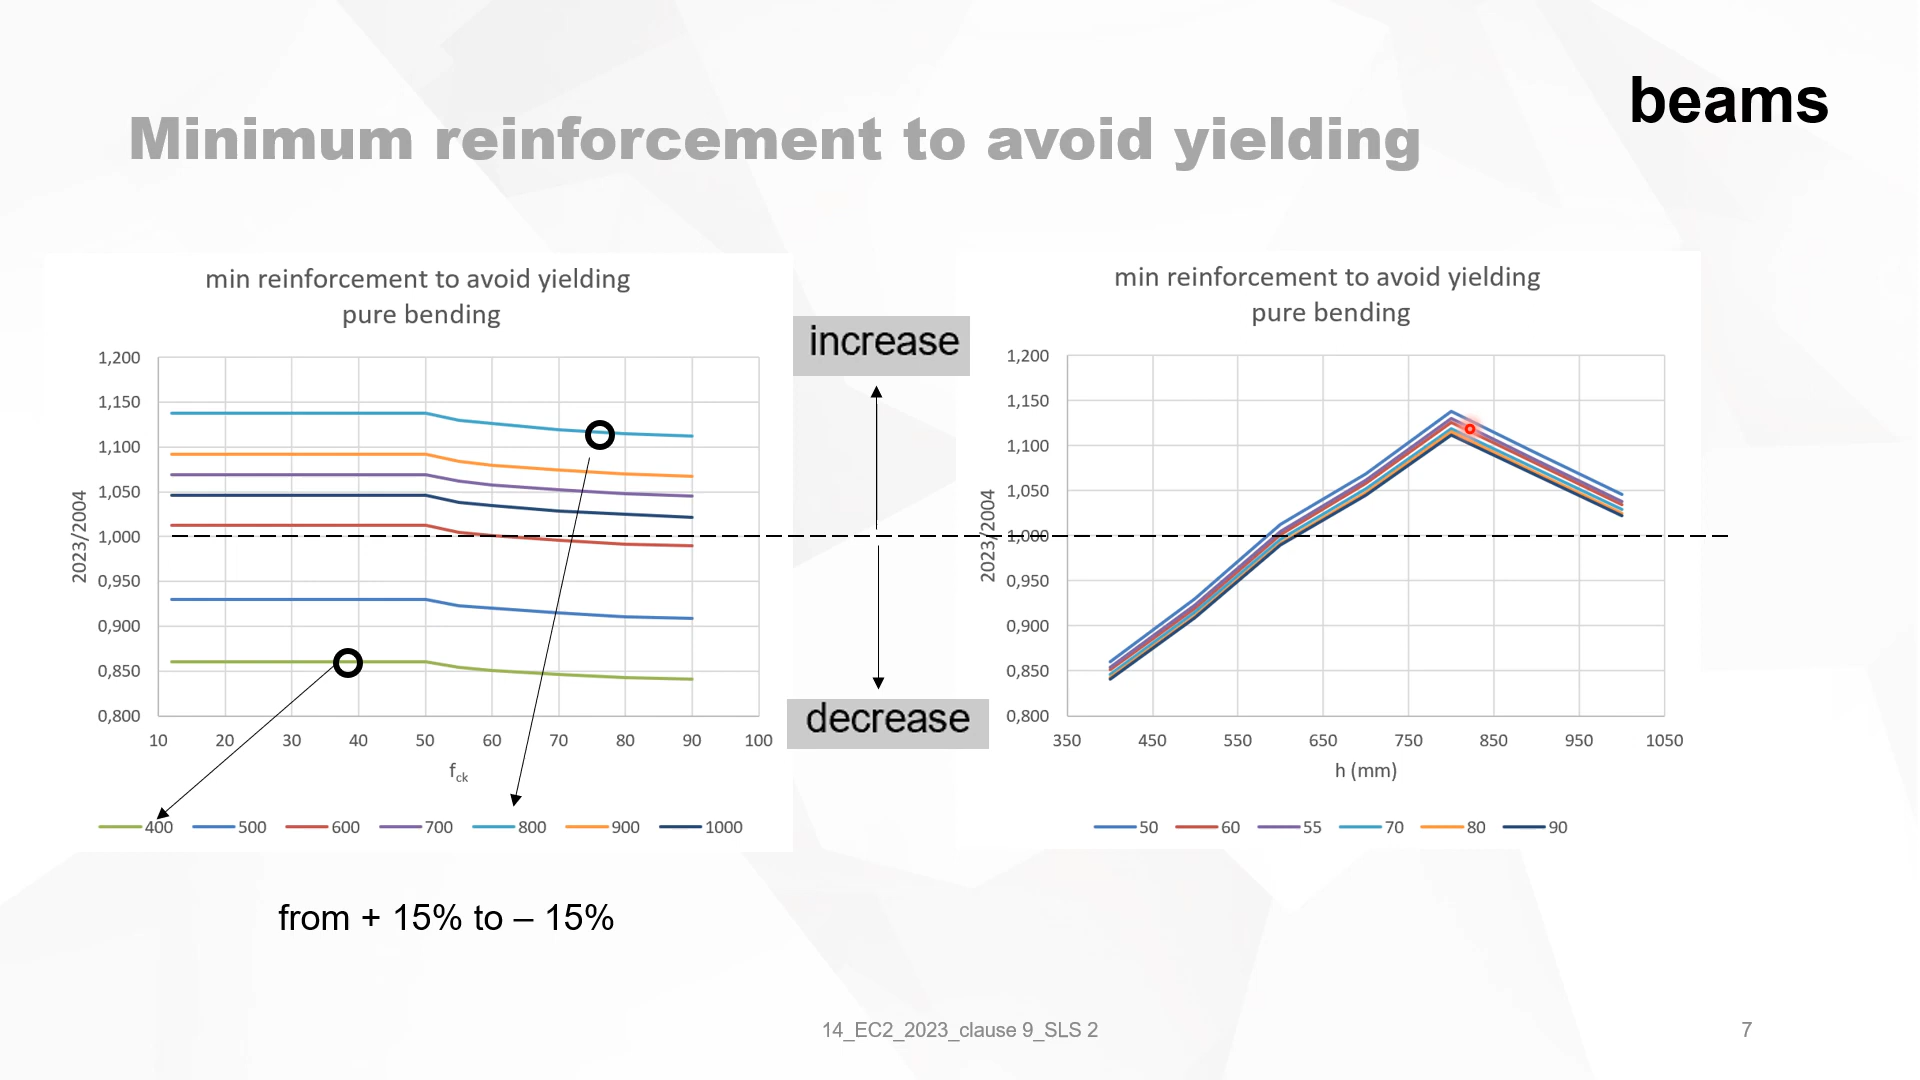 beams
Minimum reinforcement to avoid yielding
min reinforcement to avoid yielding
pure bending
1,200
1,150
1,100
1,050
1,000
0,950
0,900
0,850
0,800
2023/2004
10 20 30 40 50 60 70 80 90 100
fck
400 500 600 700 800 900 1000
increase
decrease
min reinforcement to avoid yielding
pure bending
1,200
1,150
1,100
1,050
1,000
0,950
0,900
0,850
0,800
2023/2004
350 450 550 650 750 850 950 1050
h (mm)
50 60 55 70 80 90
from + 15% to – 15%
14_EC2_2023_clause 9_SLS 2
7